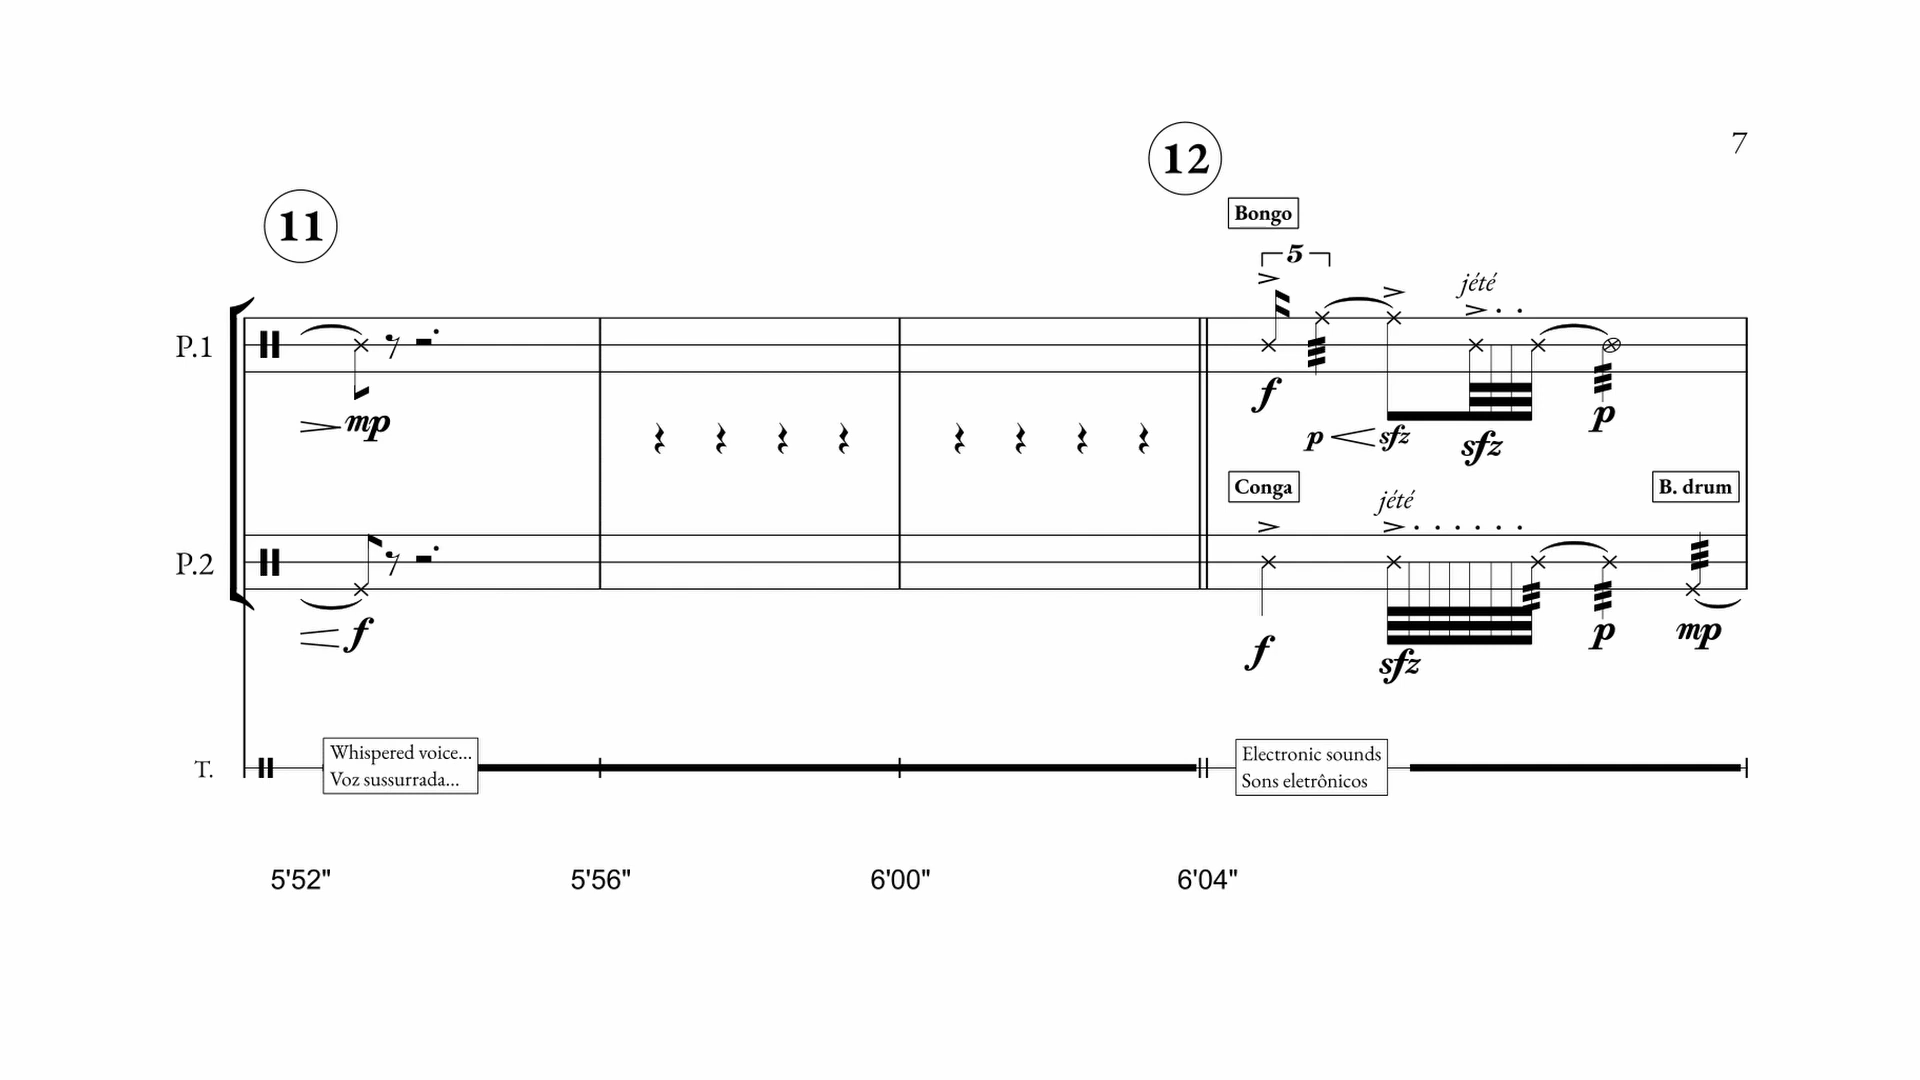 7
12
11
Bongo
5
jété
P.1
f
p
mp
p
sfz
sfz
Conga
B. drum
jété
P.2
f
f
p
mp
sfz
T.
Whispered voice...
Voz sussurrada...
Electronic sounds
Sons eletrônicos
5'52" 5'56" 6'00" 6'04"